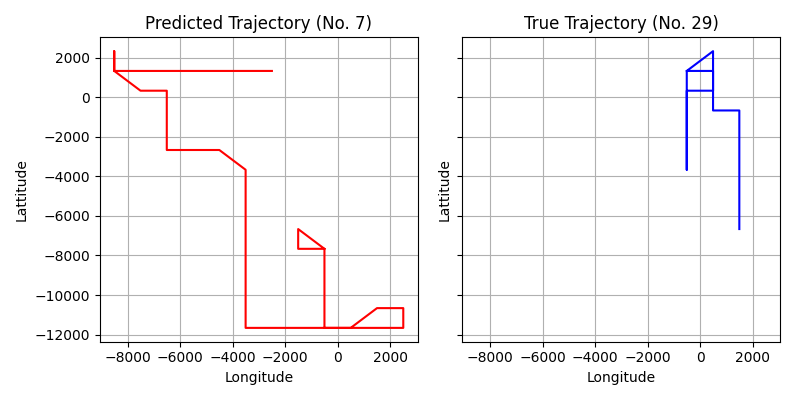 Predicted Trajectory (No. 7)
True Trajectory (No. 29)
Lattitude
2000
0
−2000
−4000
−6000
−8000
−10000
−12000
−8000 −6000 −4000 −2000 0 2000
Longitude
Lattitude
−8000 −6000 −4000 −2000 0 2000
Longitude